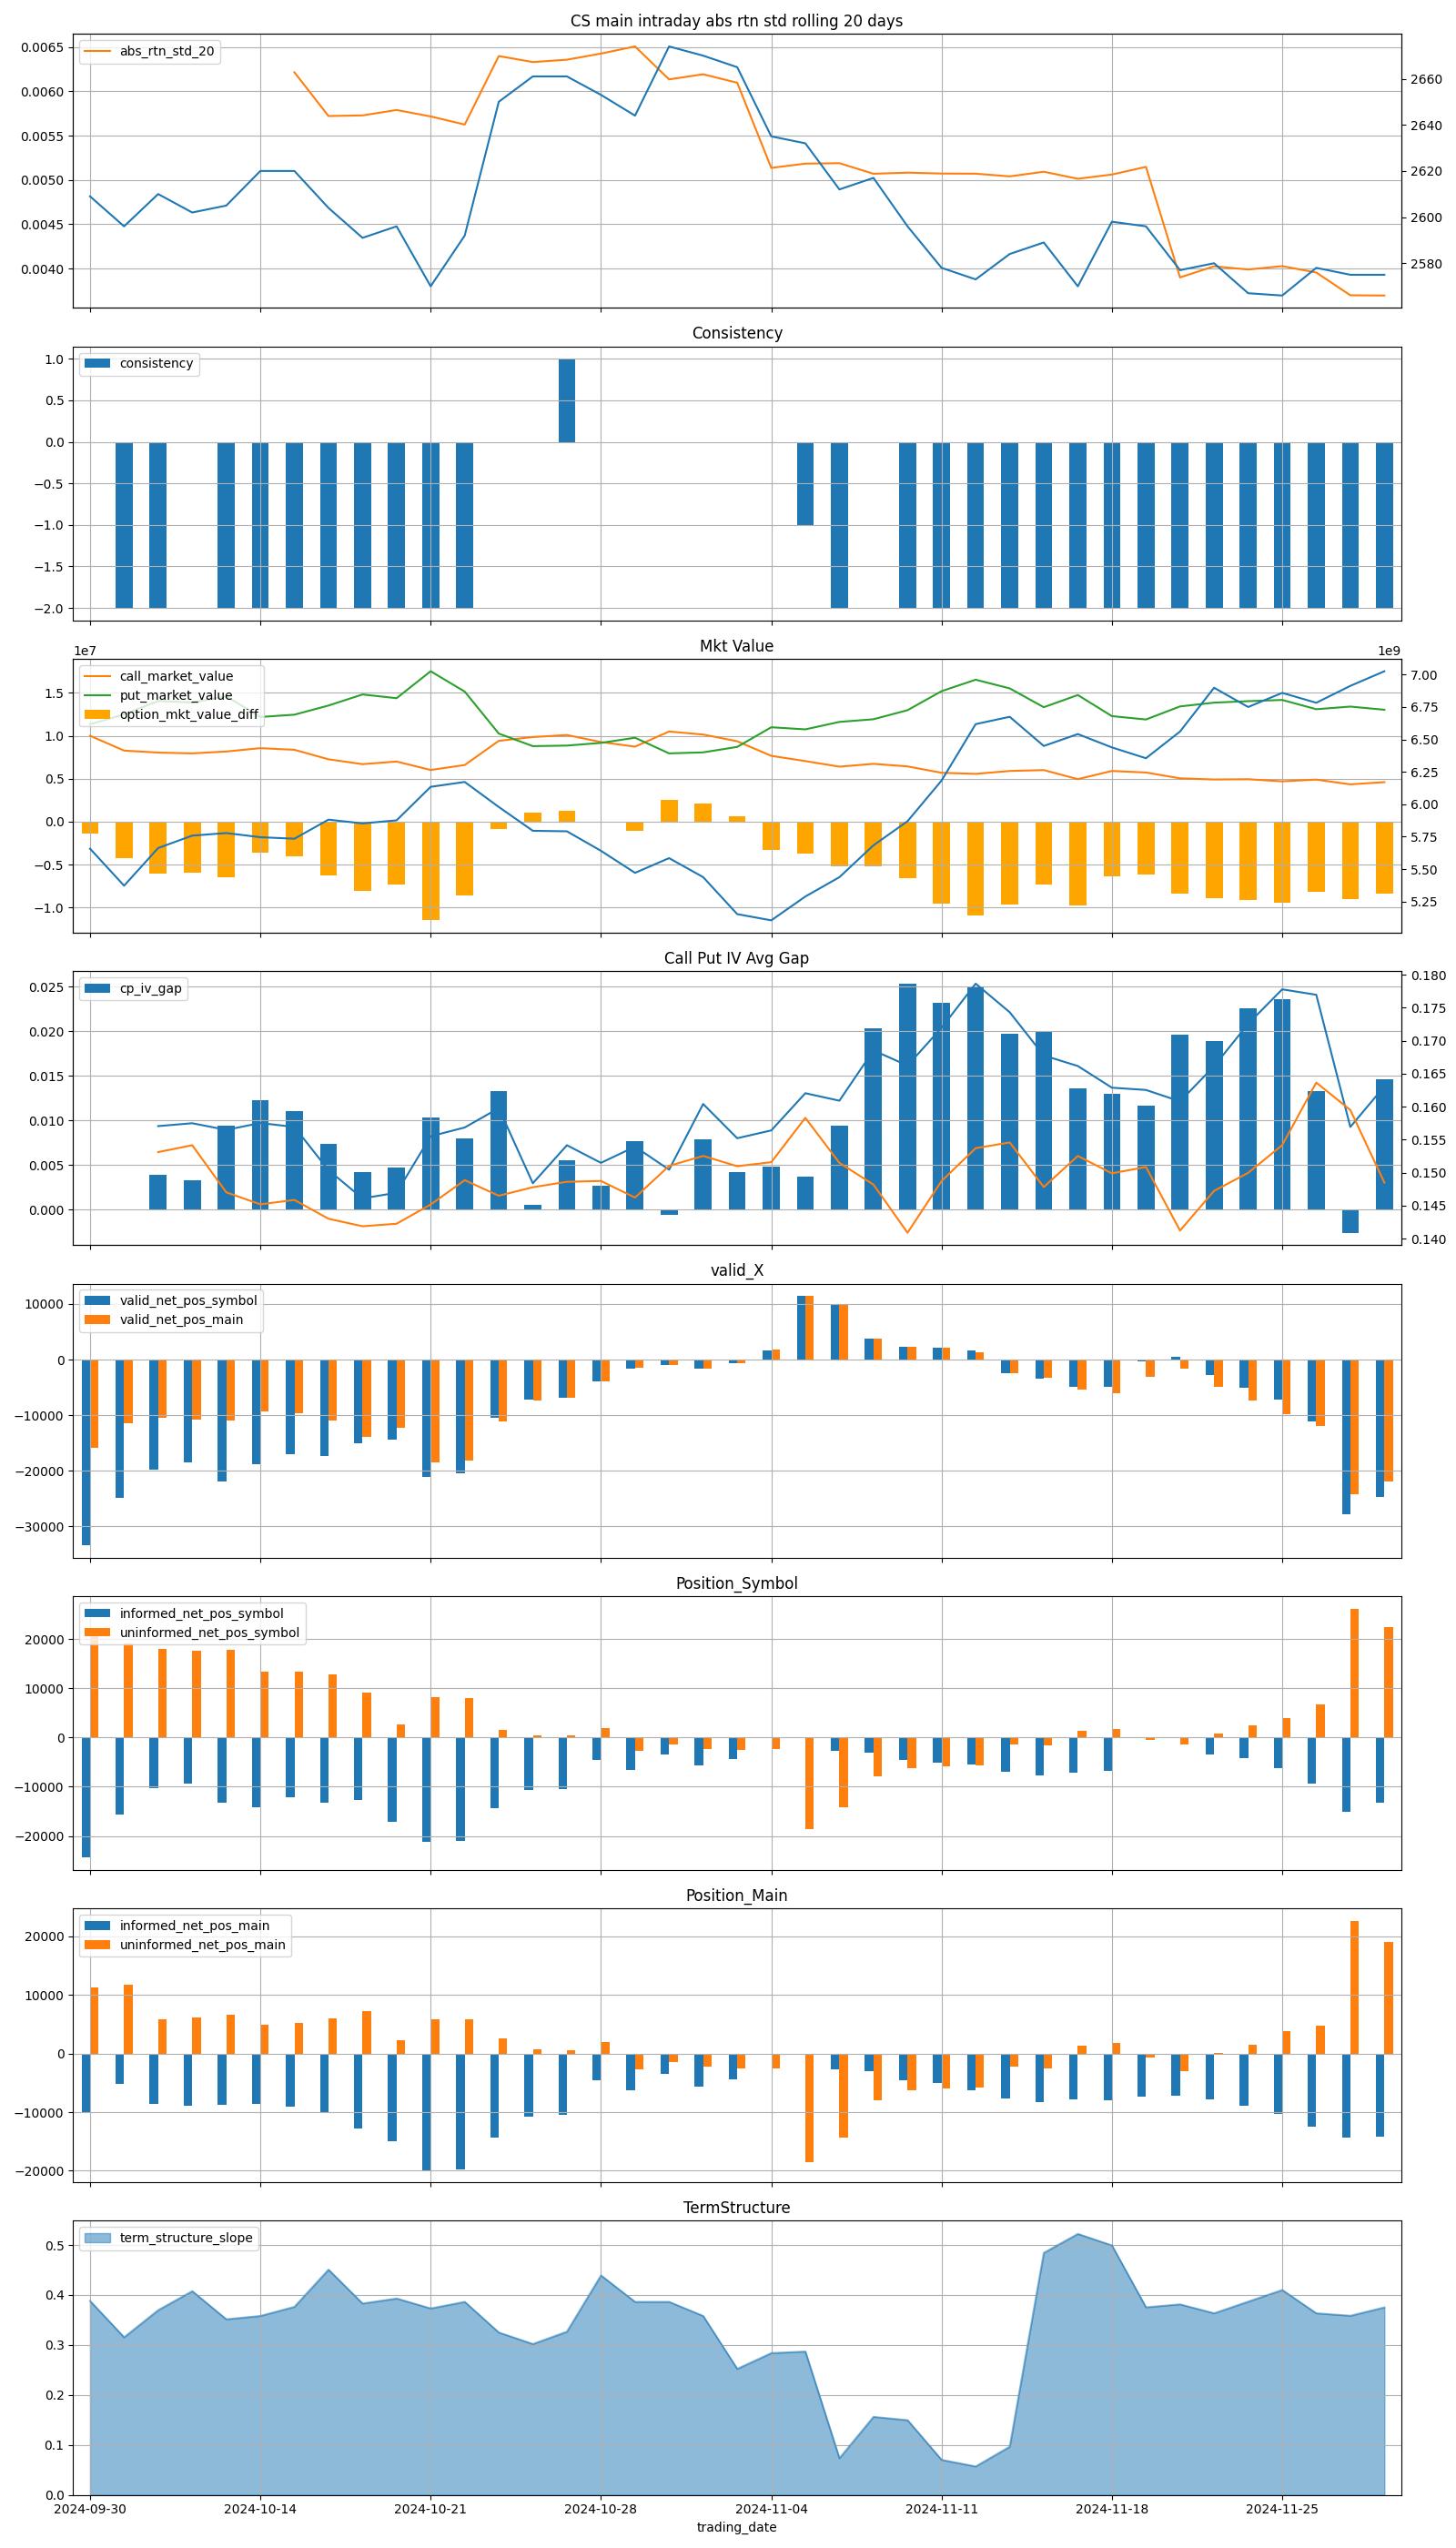 CS main intraday abs rtn std rolling 20 days
abs_rtn_std_20
0.0065
0.0060
0.0055
0.0050
0.0045
0.0040
2660
2640
2620
2600
2580
Consistency
consistency
1.0
0.5
0.0
−0.5
−1.0
−1.5
−2.0
Mkt Value
1e7
1e9
call_market_value
put_market_value
option_mkt_value_diff
1.5
1.0
0.5
0.0
−0.5
−1.0
7.00
6.75
6.50
6.25
6.00
5.75
5.50
5.25
Call Put IV Avg Gap
cp_iv_gap
0.025
0.020
0.015
0.010
0.005
0.000
0.180
0.175
0.170
0.165
0.160
0.155
0.150
0.145
0.140
valid_X
valid_net_pos_symbol
valid_net_pos_main
10000
0
−10000
−20000
−30000
Position_Symbol
informed_net_pos_symbol
uninformed_net_pos_symbol
20000
10000
0
−10000
−20000
Position_Main
informed_net_pos_main
uninformed_net_pos_main
20000
10000
0
−10000
−20000
TermStructure
term_structure_slope
0.5
0.4
0.3
0.2
0.1
0.0
2024-09-30 2024-10-14 2024-10-21 2024-10-28 2024-11-04 2024-11-11 2024-11-18 2024-11-25
trading_date